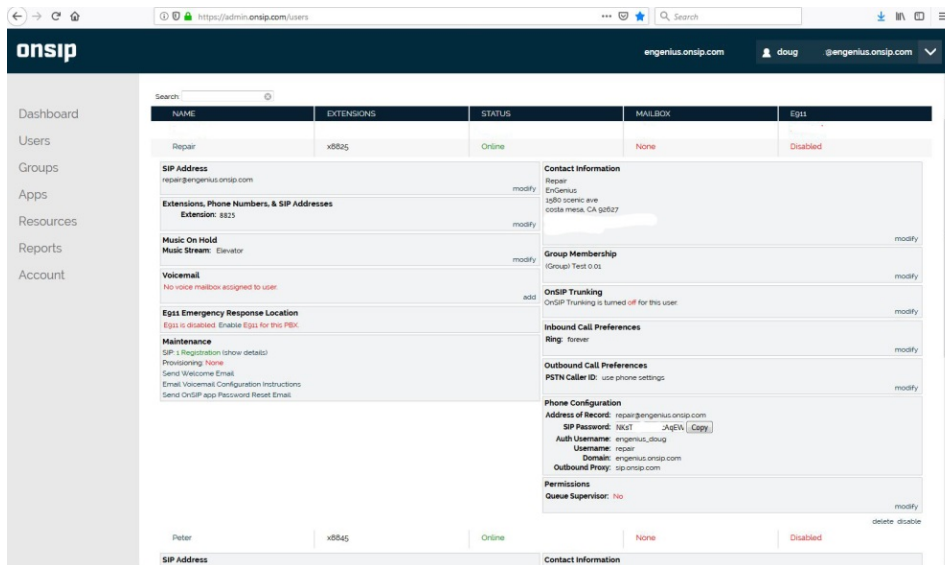 https://admin.onsip.com/users
Search
onsip
engenius.onsip.com
doug @engenius.onsip.com
Dashboard
Users
Groups
Apps
Resources
Reports
Account
Search:
NAME EXTENSIONS STATUS MAILBOX E911
Repair x8825 Online None Disabled
SIP Address
repair@engenius.onsip.com
modify
Extensions, Phone Numbers, & SIP Addresses
Extension: 8825
modify
Music On Hold
Music Stream: Elevator
modify
Voicemail
No voice mailbox assigned to user.
add
E911 Emergency Response Location
E911 is disabled. Enable E911 for this PBX.
Maintenance
SIP: 1 Registration (show details)
Provisioning: None
Send Welcome Email
Email Voicemail Configuration Instructions
Send OnSIP app Password Reset Email
Contact Information
Repair
EnGenius
1580 scenic ave
costa mesa, CA 92627
modify
Group Membership
(Group) Test 0.01
modify
OnSIP Trunking
OnSIP Trunking is turned off for this user.
modify
Inbound Call Preferences
Ring: forever
modify
Outbound Call Preferences
PSTN Caller ID: use phone settings
modify
Phone Configuration
Address of Record: repair@engenius.onsip.com
SIP Password: Copy
Auth Username: engenius_doug
Username: repair
Domain: engenius.onsip.com
Outbound Proxy: sip.onsip.com
Permissions
Queue Supervisor: No
modify
delete disable
Peter x8845 Online None Disabled
SIP Address
Contact Information